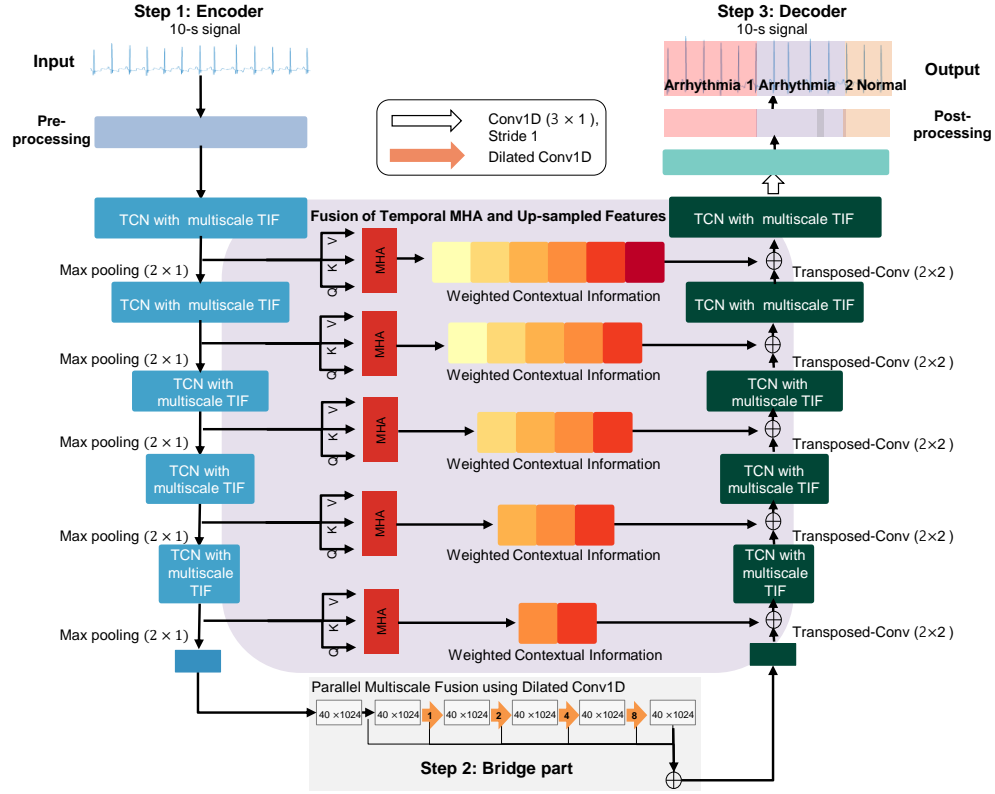 Step 1: Encoder
10-s signal
Input
Pre-
processing
TCN with multiscale TIF
Max pooling (2 × 1)
TCN with multiscale TIF
Max pooling (2 × 1)
TCN with
multiscale TIF
Max pooling (2 × 1)
TCN with
multiscale TIF
Max pooling (2 × 1)
TCN with
multiscale
TIF
Max pooling (2 × 1)
Conv1D (3 × 1),
Stride 1
Dilated Conv1D
Fusion of Temporal MHA and Up-sampled Features
V
K
Q
MHA
Weighted Contextual Information
V
K
Q
MHA
Weighted Contextual Information
V
K
Q
MHA
Weighted Contextual Information
V
K
Q
MHA
Weighted Contextual Information
V
K
Q
MHA
Weighted Contextual Information
Parallel Multiscale Fusion using Dilated Conv1D
40 ×1024 40 ×1024 1 40 ×1024 2 40 ×1024 4 40 ×1024 8 40 ×1024
Step 2: Bridge part
Step 3: Decoder
10-s signal
Arrhythmia 1 Arrhythmia 2 Normal
Output
Post-
processing
TCN with multiscale TIF
Transposed-Conv (2×2 )
TCN with multiscale TIF
Transposed-Conv (2×2 )
TCN with
multiscale TIF
Transposed-Conv (2×2 )
TCN with
multiscale TIF
Transposed-Conv (2×2 )
TCN with
multiscale
TIF
Transposed-Conv (2×2 )